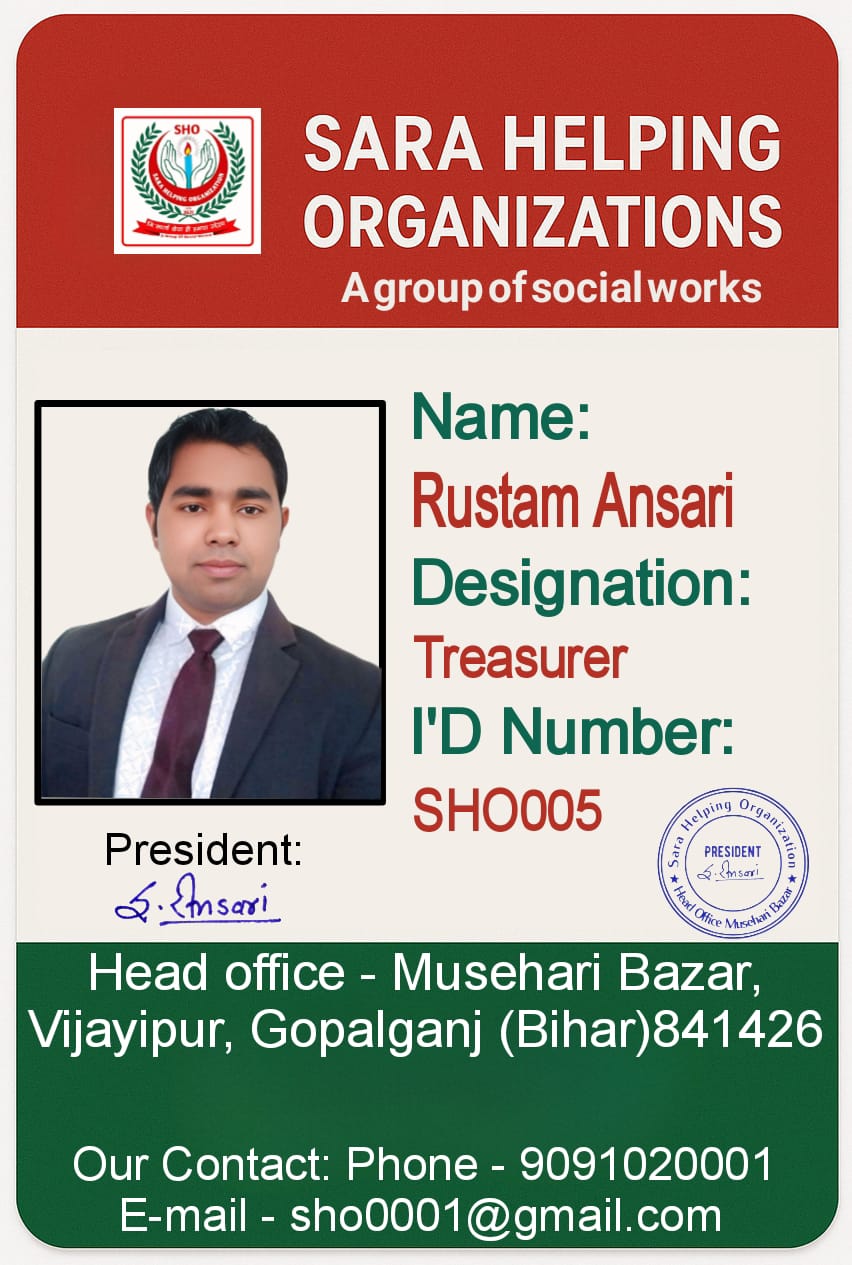 SHO
SARA HELPING ORGANIZATION
SARA HELPING
ORGANIZATIONS
A group of social works
Name:
Rustam Ansari
Designation:
Treasurer
I'D Number:
SHO005
President:
S. Ansari
Sara Helping Organization
PRESIDENT
S. Ansari
★ Head Office Musehari Bazar ★
Head office - Musehari Bazar,
Vijayipur, Gopalganj (Bihar)841426
Our Contact: Phone - 9091020001
E-mail - sho0001@gmail.com